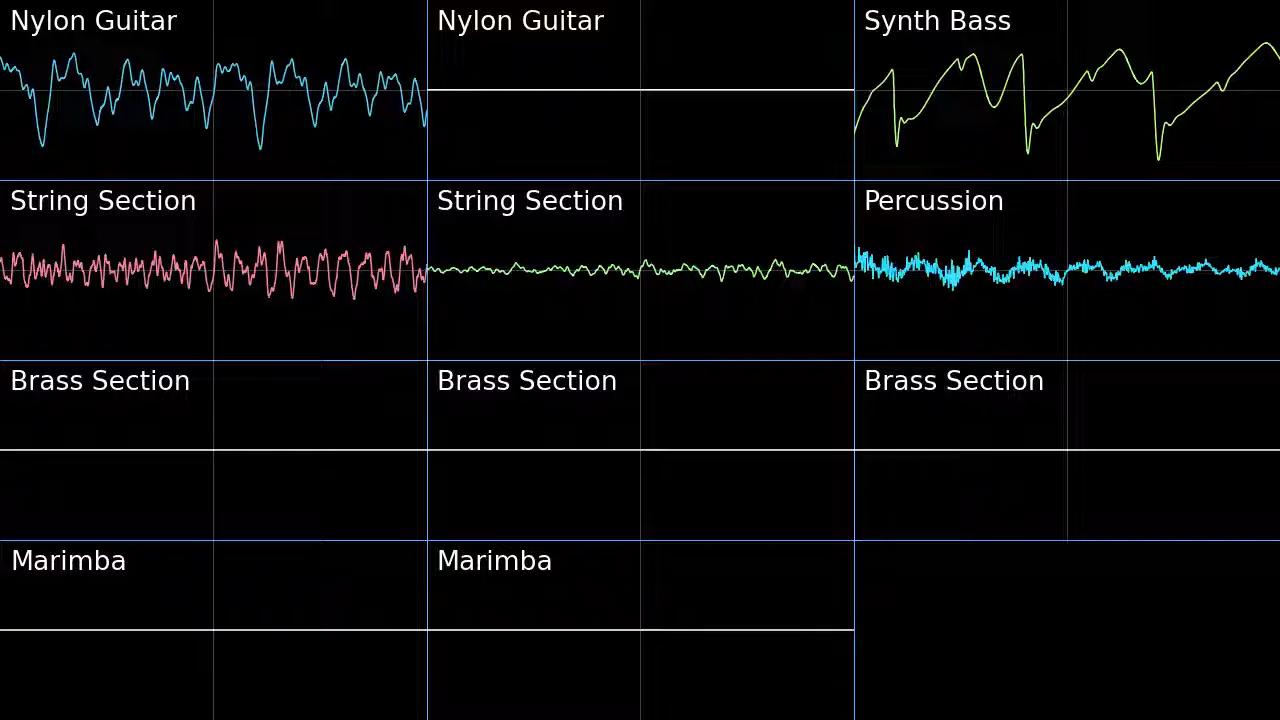 Nylon Guitar
Nylon Guitar
Synth Bass
String Section
String Section
Percussion
Brass Section
Brass Section
Brass Section
Marimba
Marimba